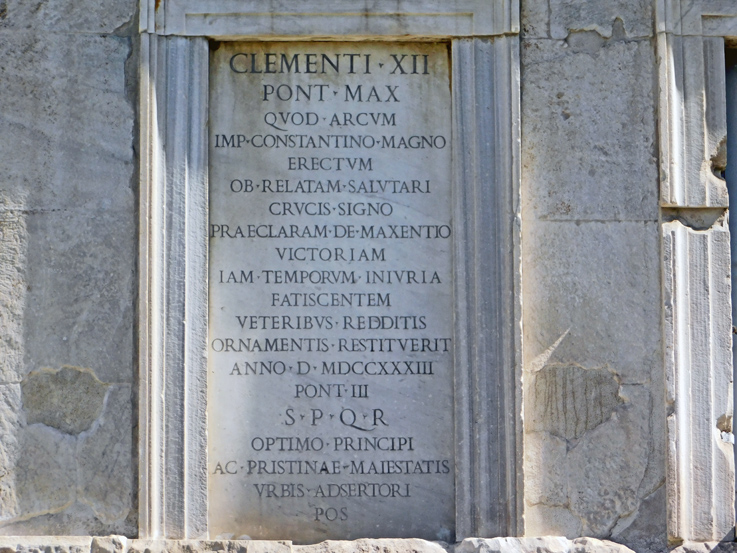 CLEMENTI · XII
PONT · MAX
QVOD · ARCVM
IMP · CONSTANTINO · MAGNO
ERECTVM
OB · RELATAM · SALVTARI
CRVCIS · SIGNO
PRAECLARAM · DE · MAXENTIO
VICTORIAM
IAM · TEMPORVM · INIVRIA
FATISCENTEM
VETERIBVS · REDDITIS
ORNAMENTIS · RESTITVERIT
ANNO · D · MDCCXXXIII
PONT · III
S · P · Q · R
OPTIMO · PRINCIPI
AC · PRISTINAE · MAIESTATIS
VRBIS · ADSERTORI
POS